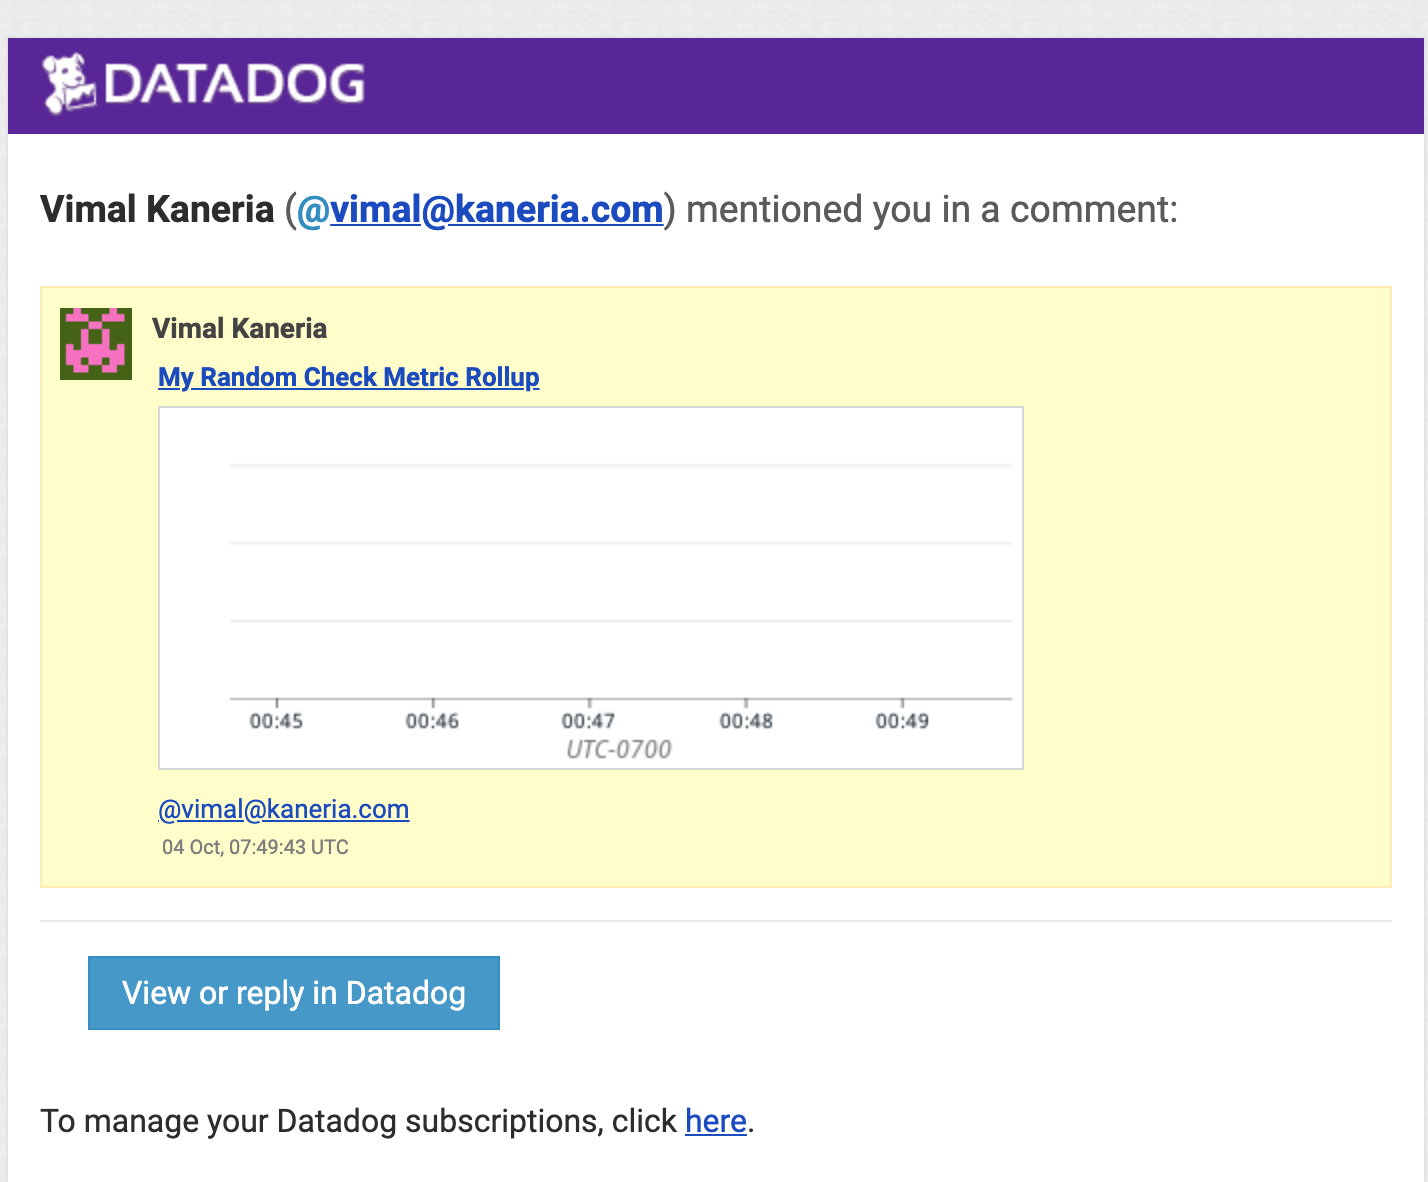 DATADOG
Vimal Kaneria (@vimal@kaneria.com) mentioned you in a comment:
Vimal Kaneria
My Random Check Metric Rollup
00:45 00:46 00:47 00:48 00:49
UTC-0700
@vimal@kaneria.com
04 Oct, 07:49:43 UTC
View or reply in Datadog
To manage your Datadog subscriptions, click here.